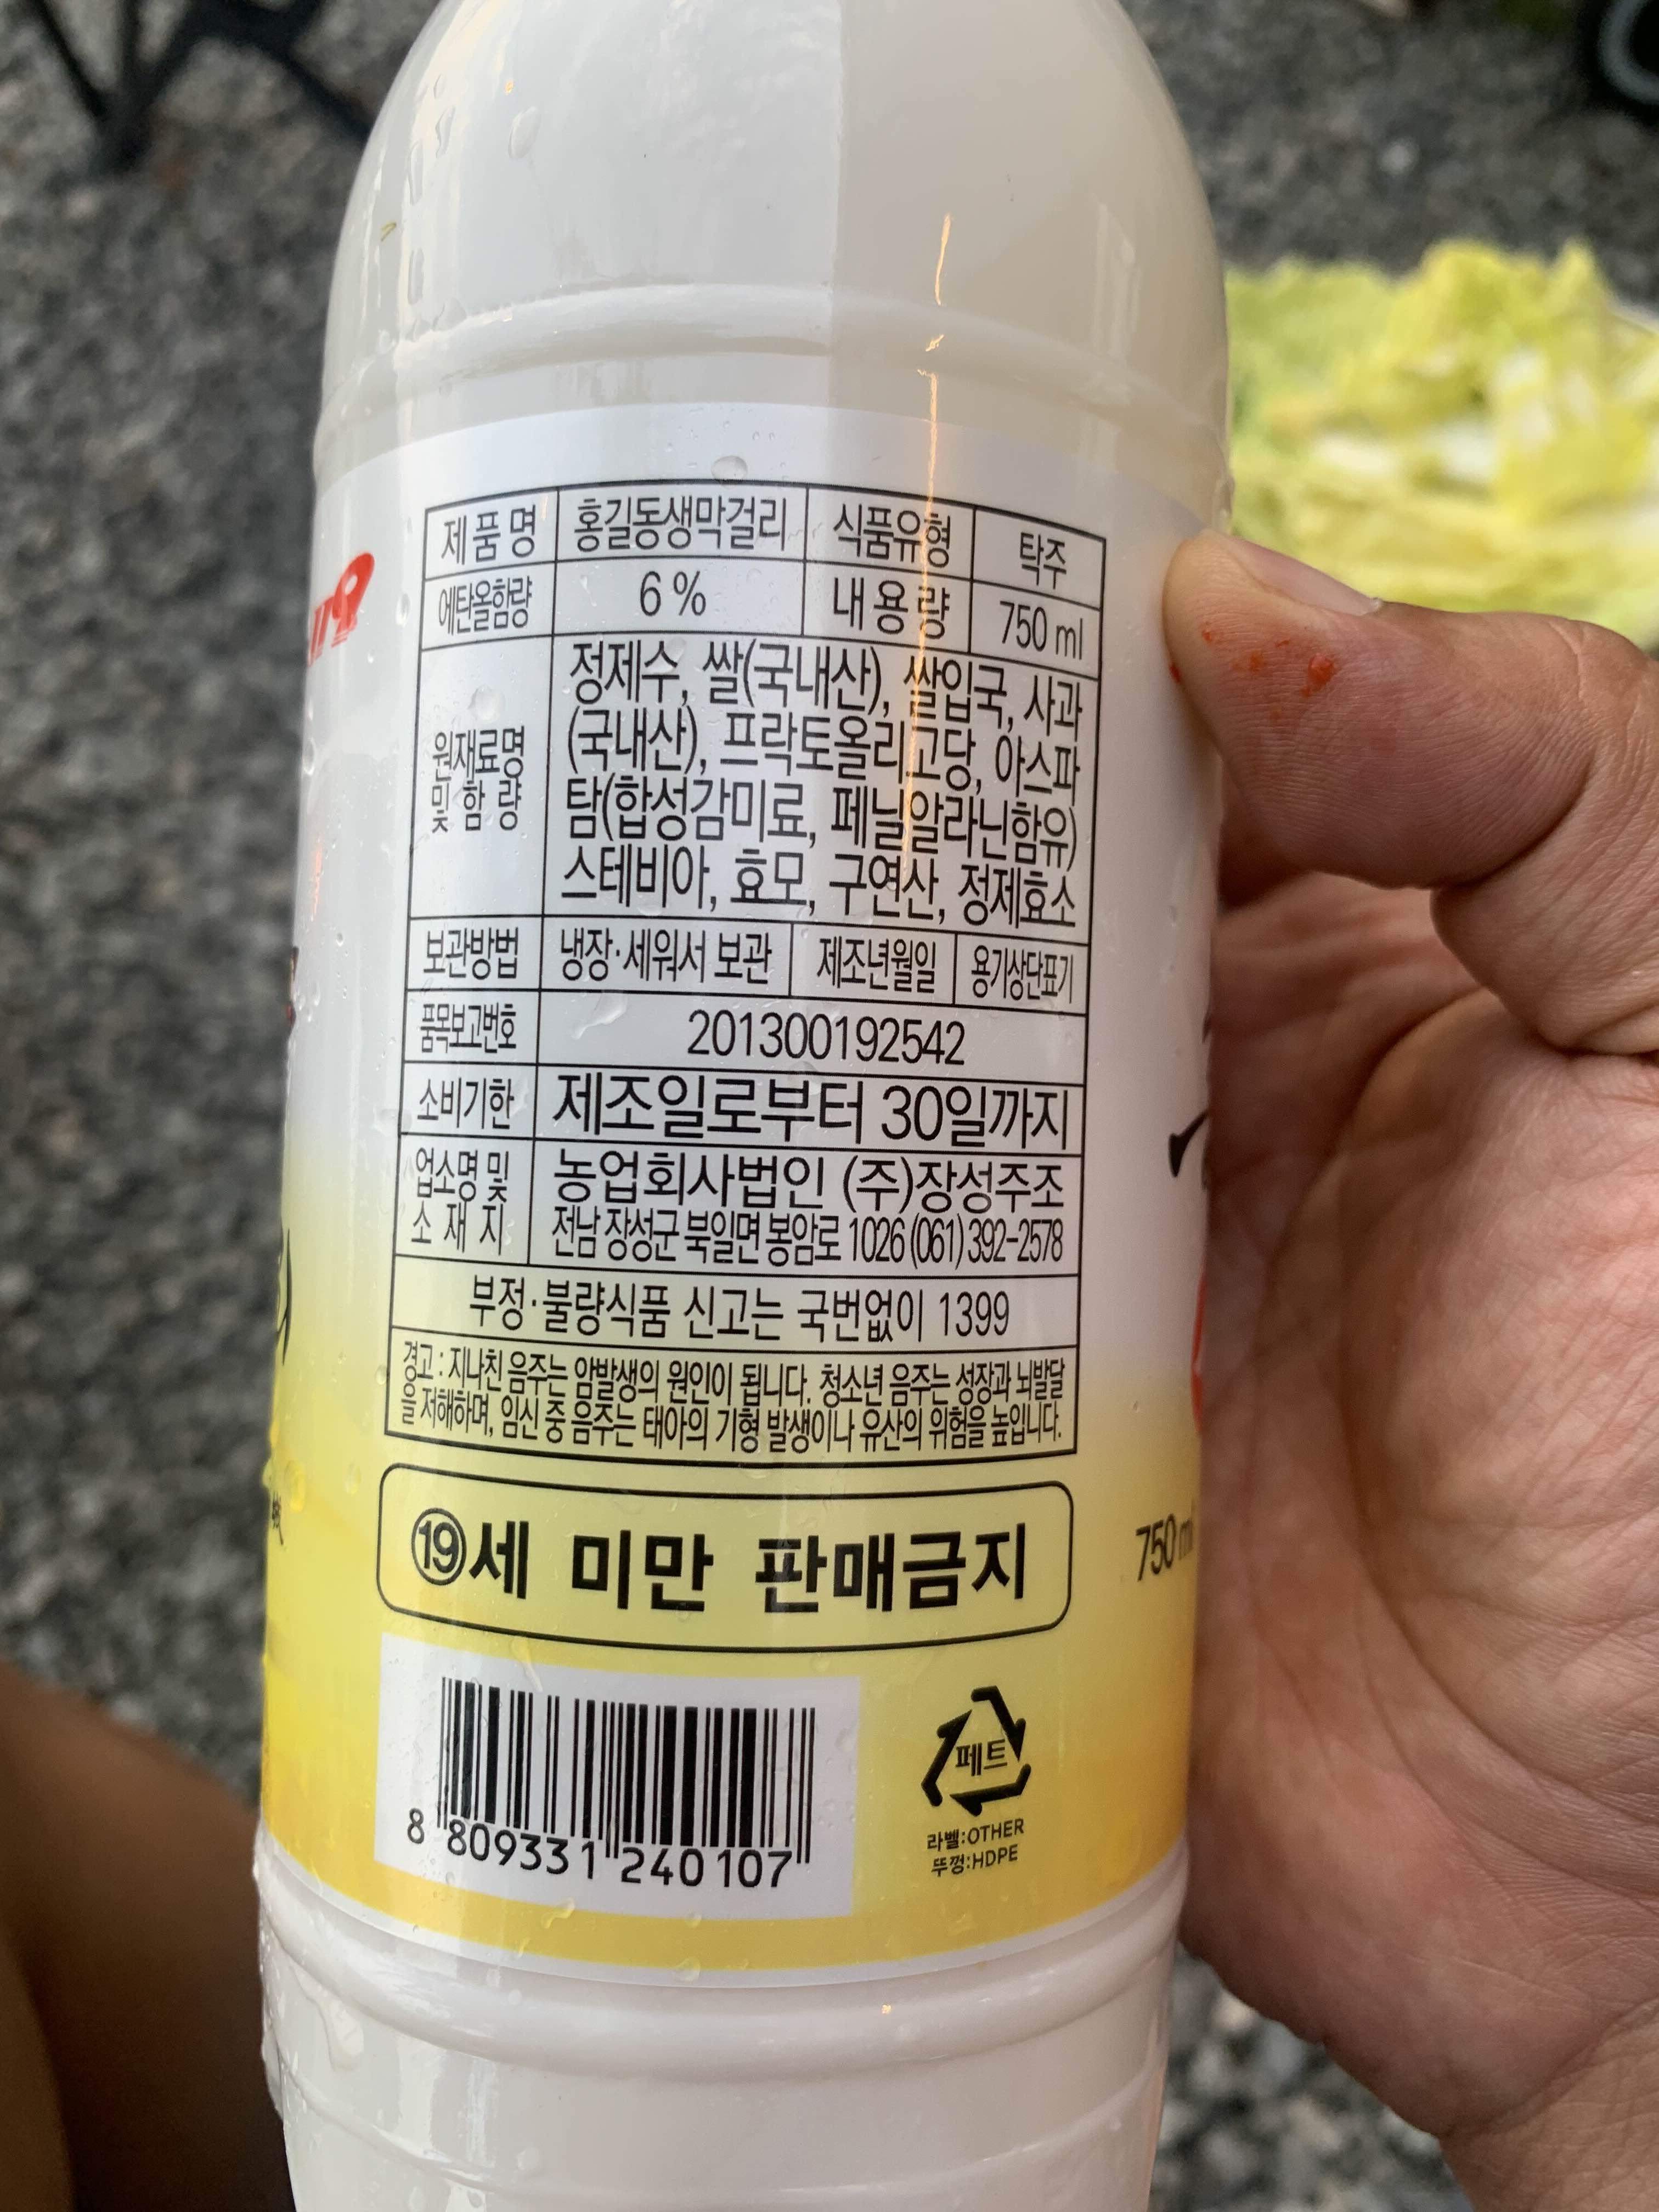 제 품 명 홍길동생막걸리 식품유형 탁주
에탄올함량 6% 내 용 량 750 ml
원재료명
및 함 량
정제수, 쌀(국내산), 쌀입국, 사과
(국내산), 프락토올리고당, 아스파
탐(합성감미료, 페닐알라닌함유)
스테비아, 효모, 구연산, 정제효소
보관방법 냉장·세워서 보관 제조년월일 용기상단표기
품목보고번호 201300192542
소비기한 제조일로부터 30일까지
업소명 및
소 재 지
농업회사법인 (주)장성주조
전남 장성군 북일면 봉암로 1026 (061) 392-2578
부정·불량식품 신고는 국번없이 1399
경고 : 지나친 음주는 암발생의 원인이 됩니다. 청소년 음주는 성장과 뇌발달
을 저해하며, 임신 중 음주는 태아의 기형 발생이나 유산의 위험을 높입니다.
⑲세 미만 판매금지
750 ml
8 809331 240107
페트
라벨:OTHER
뚜껑:HDPE